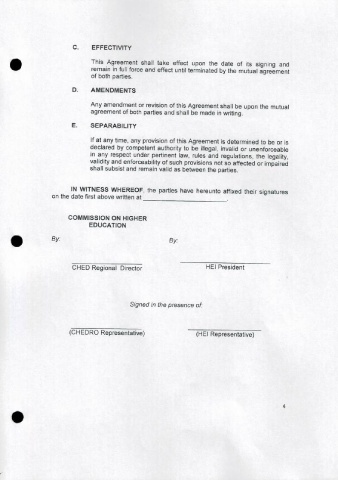 C. EFFECTIVITY
This Agreement shall take effect upon the date of its signing and
remain in full force and effect until terminated by the mutual agreement
of both parties.
D. AMENDMENTS
Any amendment or revision of this Agreement shall be upon the mutual
agreement of both parties and shall be made in writing.
E. SEPARABILITY
If at any time, any provision of this Agreement is determined to be or is
declared by competent authority to be illegal, invalid or unenforceable
in any respect under pertinent law, rules and regulations, the legality,
validity and enforceability of such provisions not so affected or impaired
shall subsist and remain valid as between the parties.
IN WITNESS WHEREOF, the parties have hereunto affixed their signatures
on the date first above written at ____________________.
COMMISSION ON HIGHER
EDUCATION
By: By:
CHED Regional Director HEI President
Signed in the presence of:
(CHEDRO Representative) (HEI Representative)